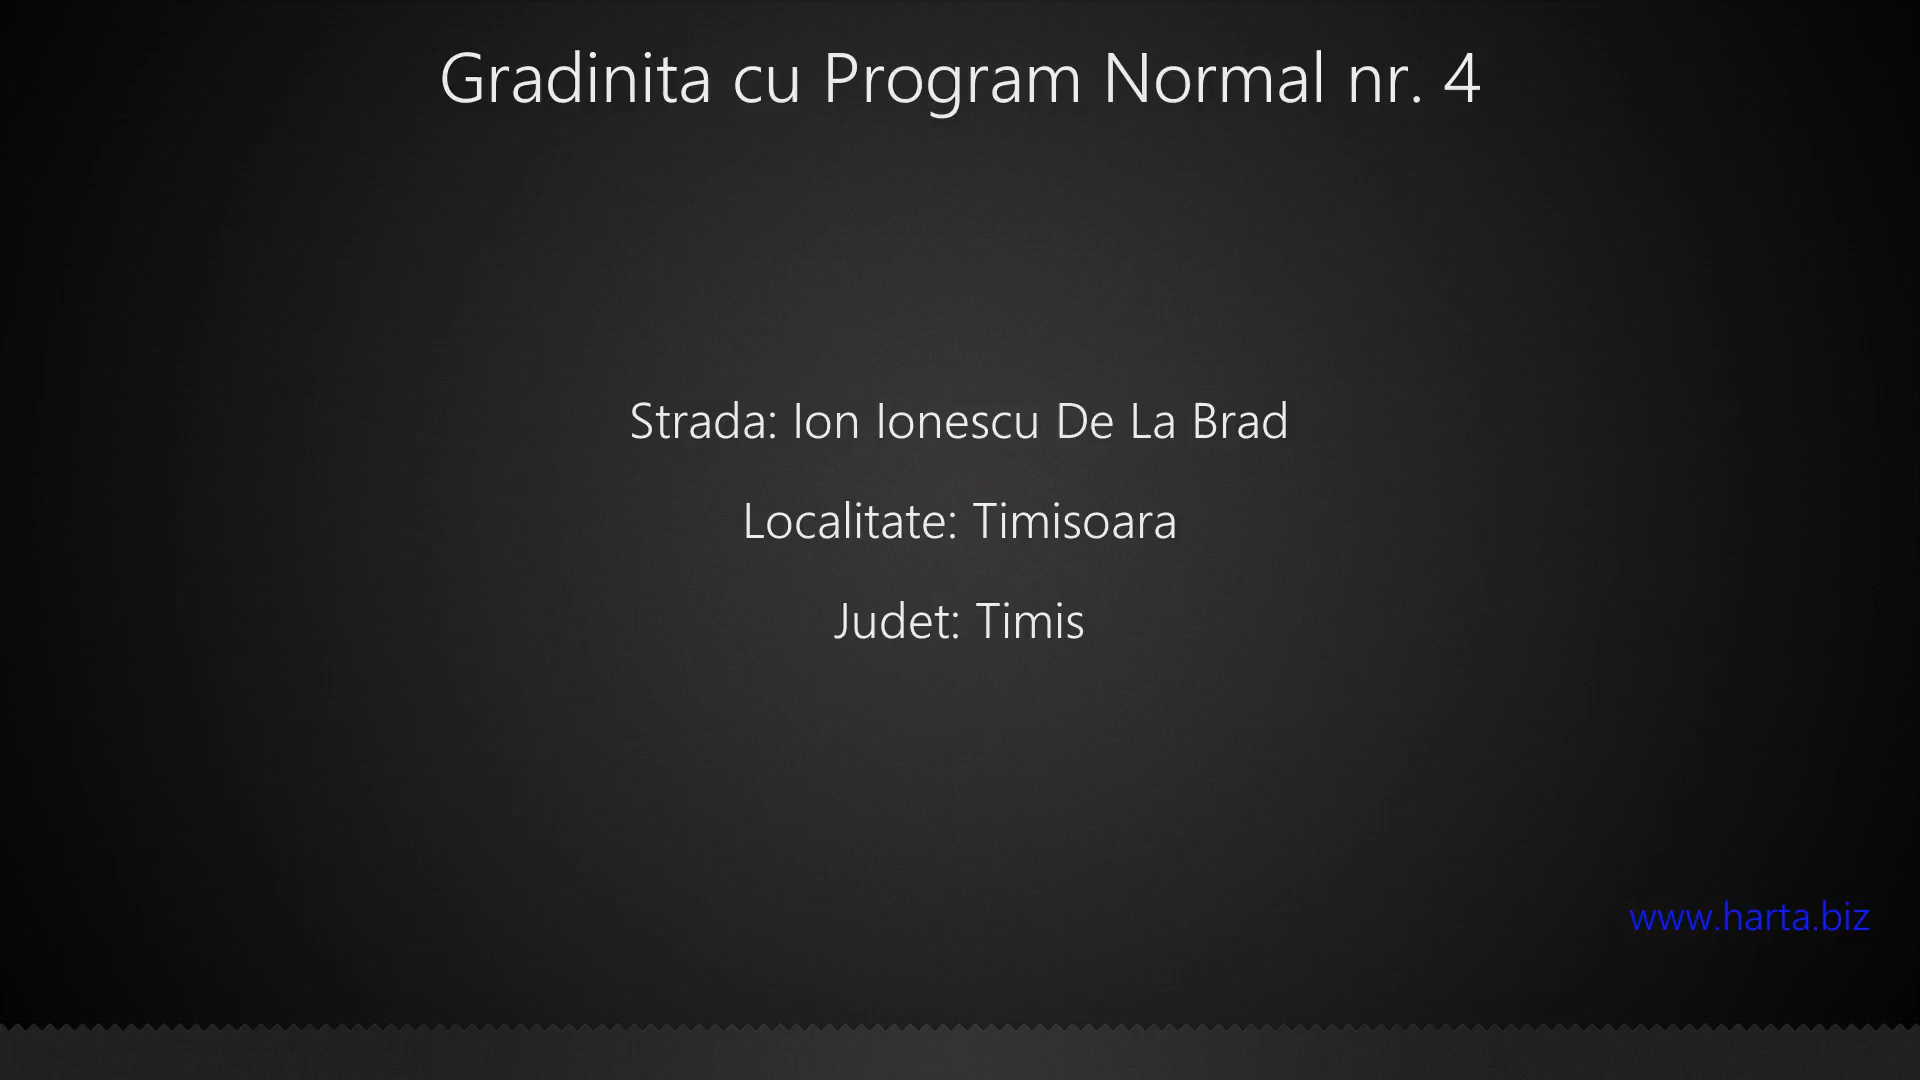 Gradinita cu Program Normal nr. 4
Strada: Ion Ionescu De La Brad
Localitate: Timisoara
Judet: Timis
www.harta.biz